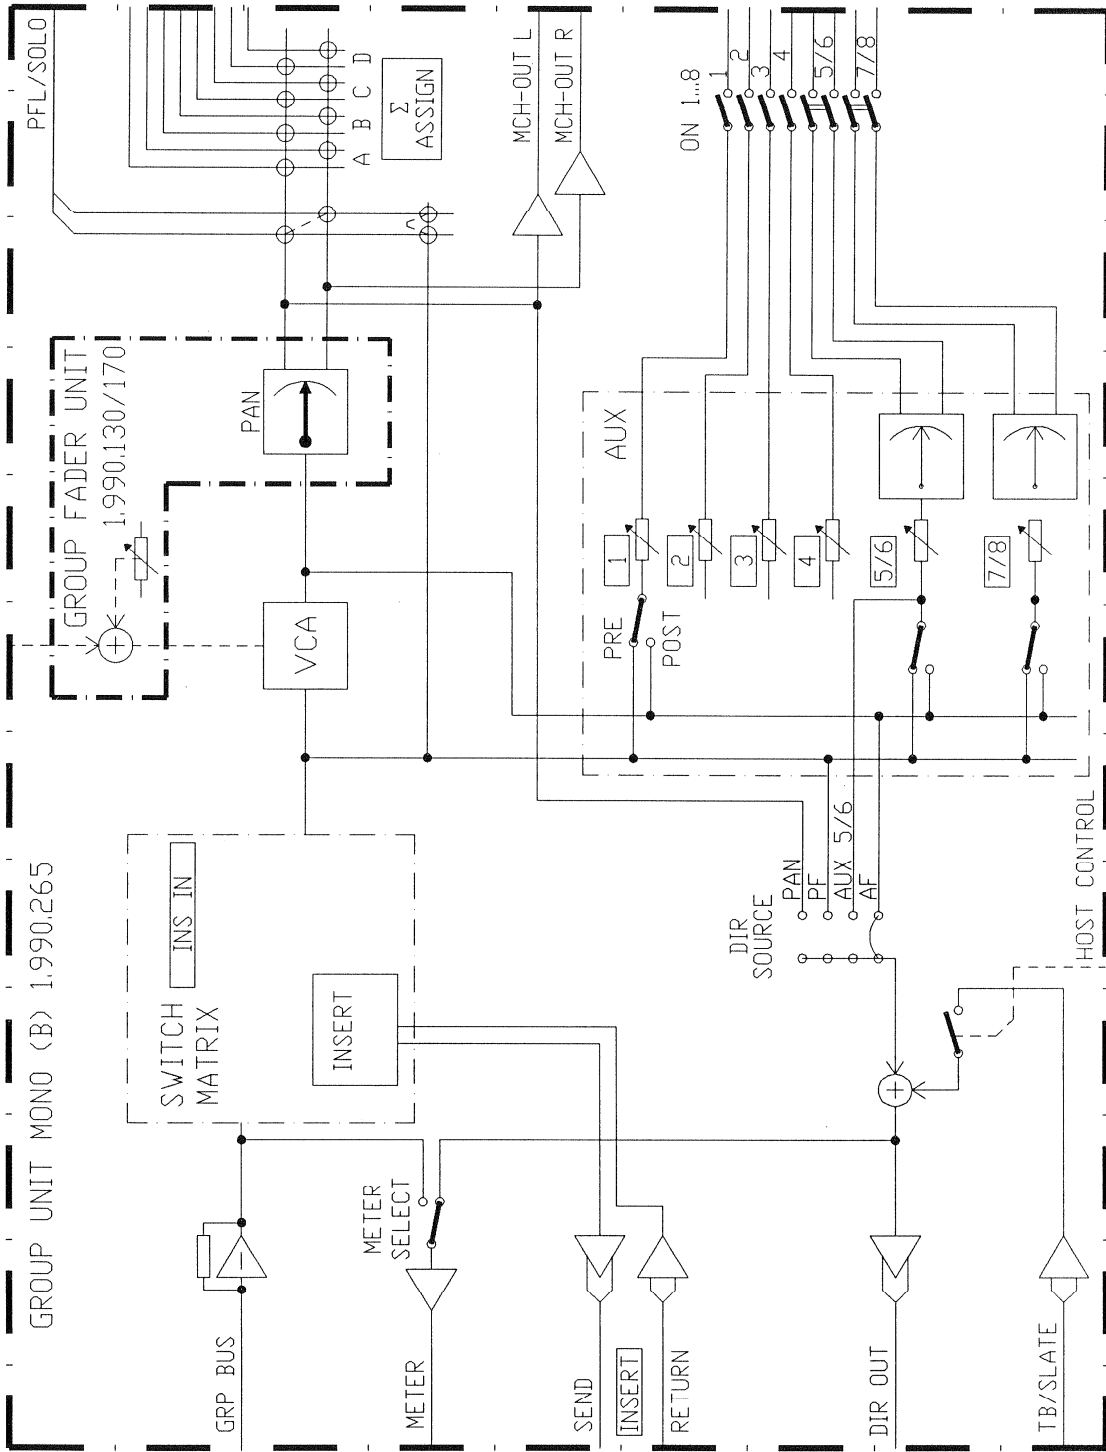 GROUP UNIT MONO (B) 1.990.265
GROUP FADER UNIT
1.990.130/170
PFL/SOLO
SWITCH
MATRIX
INS IN
INSERT
GRP BUS
VCA
PAN
A B C D
Σ
ASSIGN
METER
SELECT
METER
SEND
INSERT
RETURN
MCH-OUT L
MCH-OUT R
PRE
POST
AUX
1
2
3
4
5/6
7/8
ON 1...8
1
2
3
4
5/6
7/8
DIR
SOURCE
PAN
PF
AUX 5/6
AF
DIR OUT
TB/SLATE
HOST CONTROL